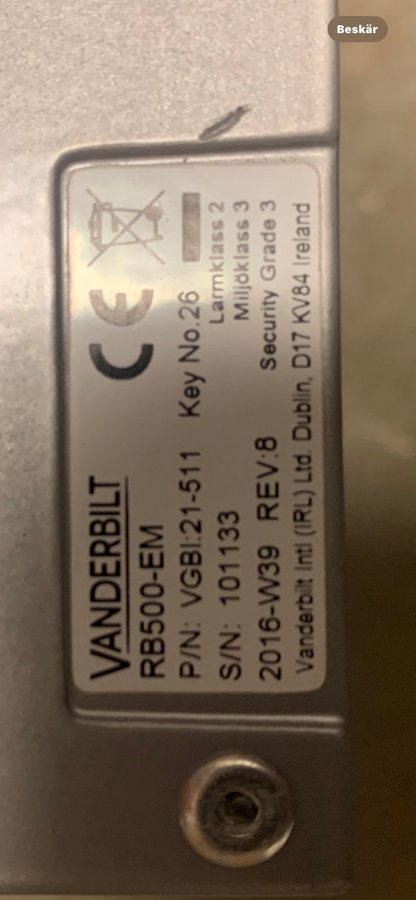 Beskär
VANDERBILT
RB500-EM
P/N: VGBI:21-511 Key No.26
S/N: 101133 Larmklass 2
Miljöklass 3
2016-W39 REV:8 Security Grade 3
Vanderbilt Intl (IRL) Ltd. Dublin, D17 KV84 Ireland
CE